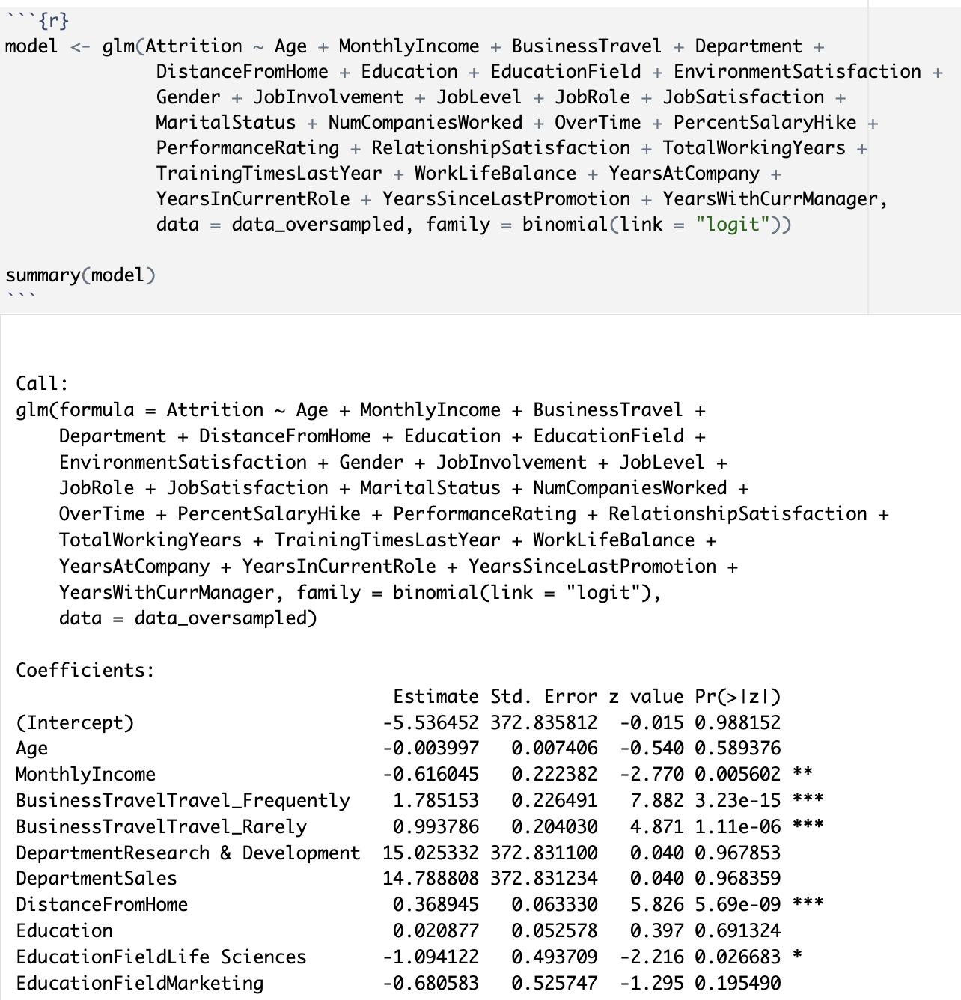 ```{r}
model <- glm(Attrition ~ Age + MonthlyIncome + BusinessTravel + Department +
              DistanceFromHome + Education + EducationField + EnvironmentSatisfaction +
              Gender + JobInvolvement + JobLevel + JobRole + JobSatisfaction +
              MaritalStatus + NumCompaniesWorked + OverTime + PercentSalaryHike +
              PerformanceRating + RelationshipSatisfaction + TotalWorkingYears +
              TrainingTimesLastYear + WorkLifeBalance + YearsAtCompany +
              YearsInCurrentRole + YearsSinceLastPromotion + YearsWithCurrManager,
              data = data_oversampled, family = binomial(link = "logit"))

summary(model)
```

Call:
glm(formula = Attrition ~ Age + MonthlyIncome + BusinessTravel +
    Department + DistanceFromHome + Education + EducationField +
    EnvironmentSatisfaction + Gender + JobInvolvement + JobLevel +
    JobRole + JobSatisfaction + MaritalStatus + NumCompaniesWorked +
    OverTime + PercentSalaryHike + PerformanceRating + RelationshipSatisfaction +
    TotalWorkingYears + TrainingTimesLastYear + WorkLifeBalance +
    YearsAtCompany + YearsInCurrentRole + YearsSinceLastPromotion +
    YearsWithCurrManager, family = binomial(link = "logit"),
    data = data_oversampled)

Coefficients:
                                   Estimate Std. Error z value Pr(>|z|)
(Intercept)                       -5.536452 372.835812  -0.015 0.988152
Age                               -0.003997   0.007406  -0.540 0.589376
MonthlyIncome                     -0.616045   0.222382  -2.770 0.005602 **
BusinessTravelTravel_Frequently    1.785153   0.226491   7.882 3.23e-15 ***
BusinessTravelTravel_Rarely        0.993786   0.204030   4.871 1.11e-06 ***
DepartmentResearch & Development  15.025332 372.831100   0.040 0.967853
DepartmentSales                   14.788808 372.831234   0.040 0.968359
DistanceFromHome                   0.368945   0.063330   5.826 5.69e-09 ***
Education                          0.020877   0.052578   0.397 0.691324
EducationFieldLife Sciences       -1.094122   0.493709  -2.216 0.026683 *
EducationFieldMarketing           -0.680583   0.525747  -1.295 0.195490